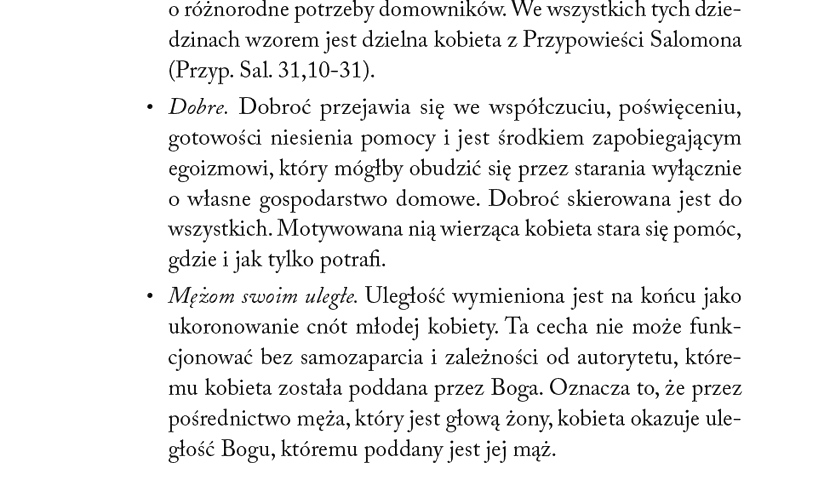 o różnorodne potrzeby domowników. We wszystkich tych dzie-
dzinach wzorem jest dzielna kobieta z Przypowieści Salomona
(Przyp. Sal. 31,10-31).
• Dobre. Dobroć przejawia się we współczuciu, poświęceniu,
gotowości niesienia pomocy i jest środkiem zapobiegającym
egoizmowi, który mógłby obudzić się przez starania wyłącznie
o własne gospodarstwo domowe. Dobroć skierowana jest do
wszystkich. Motywowana nią wierząca kobieta stara się pomóc,
gdzie i jak tylko potrafi.
• Mężom swoim uległe. Uległość wymieniona jest na końcu jako
ukoronowanie cnót młodej kobiety. Ta cecha nie może funk-
cjonować bez samozaparcia i zależności od autorytetu, które-
mu kobieta została poddana przez Boga. Oznacza to, że przez
pośrednictwo męża, który jest głową żony, kobieta okazuje ule-
głość Bogu, któremu poddany jest jej mąż.